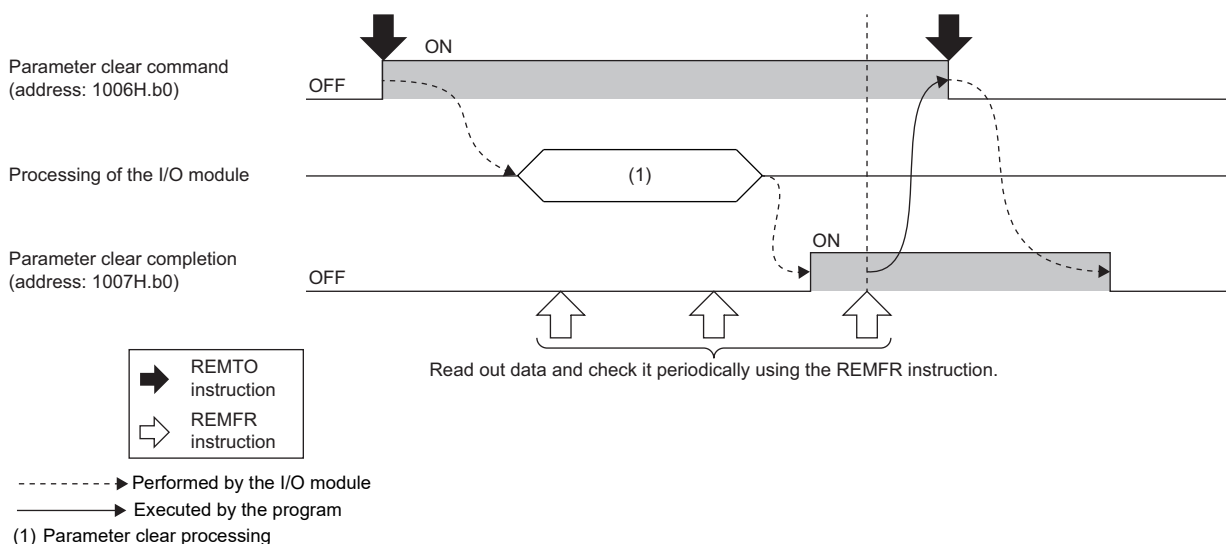 ON
Parameter clear command
(address: 1006H.b0)
OFF
Processing of the I/O module
(1)
Parameter clear completion
(address: 1007H.b0)
ON
OFF
Read out data and check it periodically using the REMFR instruction.
REMTO
instruction
REMFR
instruction
Performed by the I/O module
Executed by the program
(1) Parameter clear processing